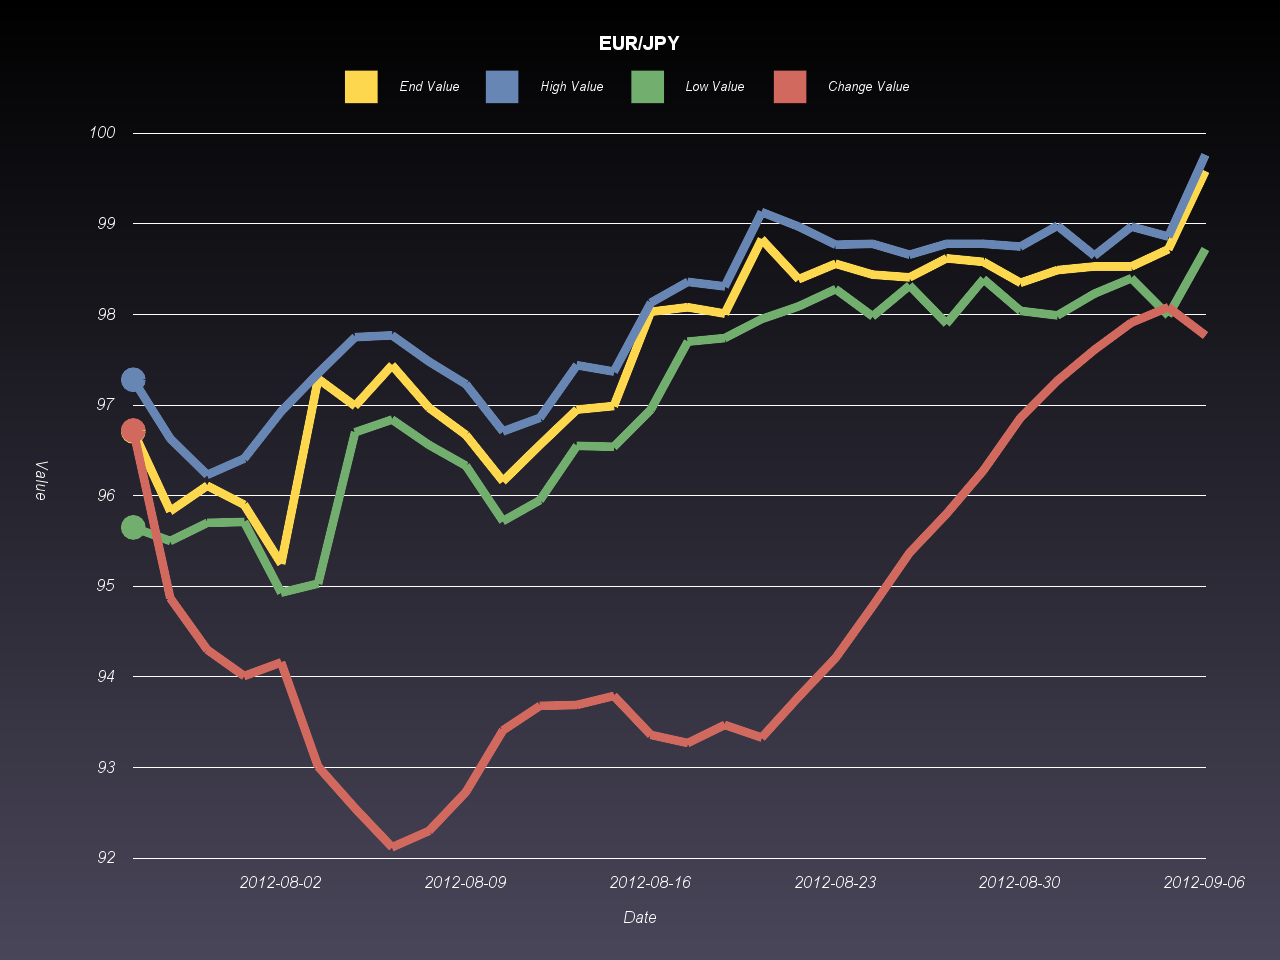 EUR/JPY
End Value
High Value
Low Value
Change Value
100
99
98
97
96
95
94
93
92
Value
2012-08-02
2012-08-09
2012-08-16
2012-08-23
2012-08-30
2012-09-06
Date